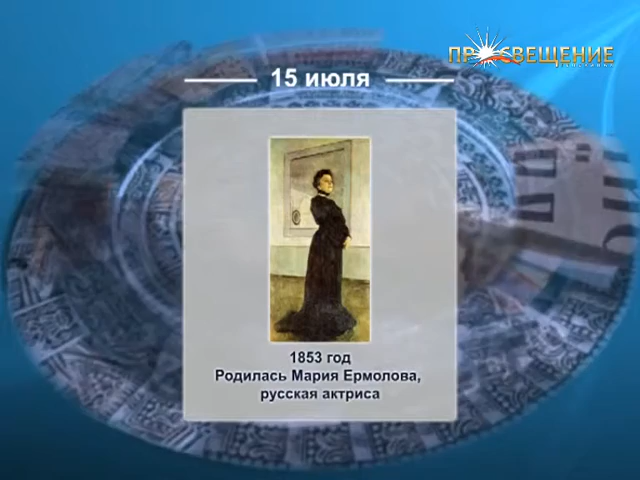 ПРОСВЕЩЕНИЕ
15 июля
1853 год
Родилась Мария Ермолова,
русская актриса